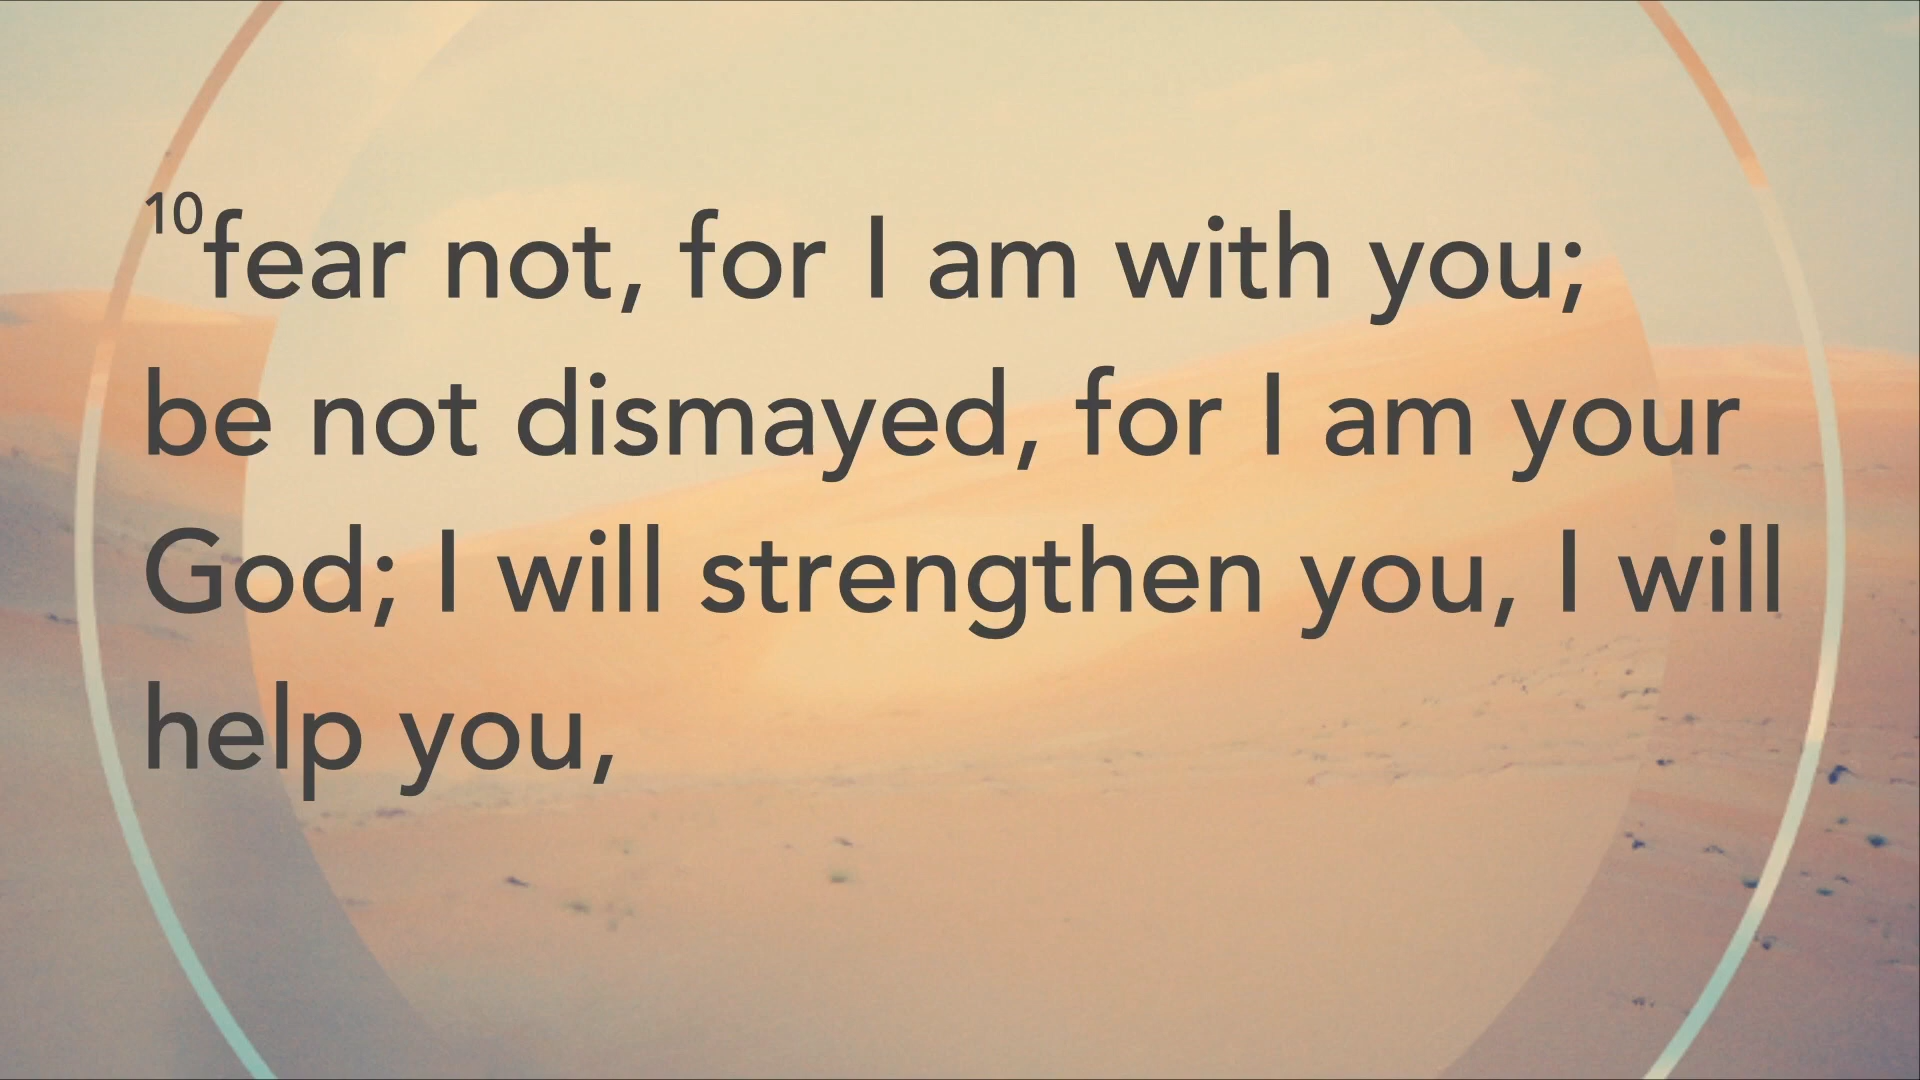 10fear not, for I am with you;
be not dismayed, for I am your
God; I will strengthen you, I will
help you,